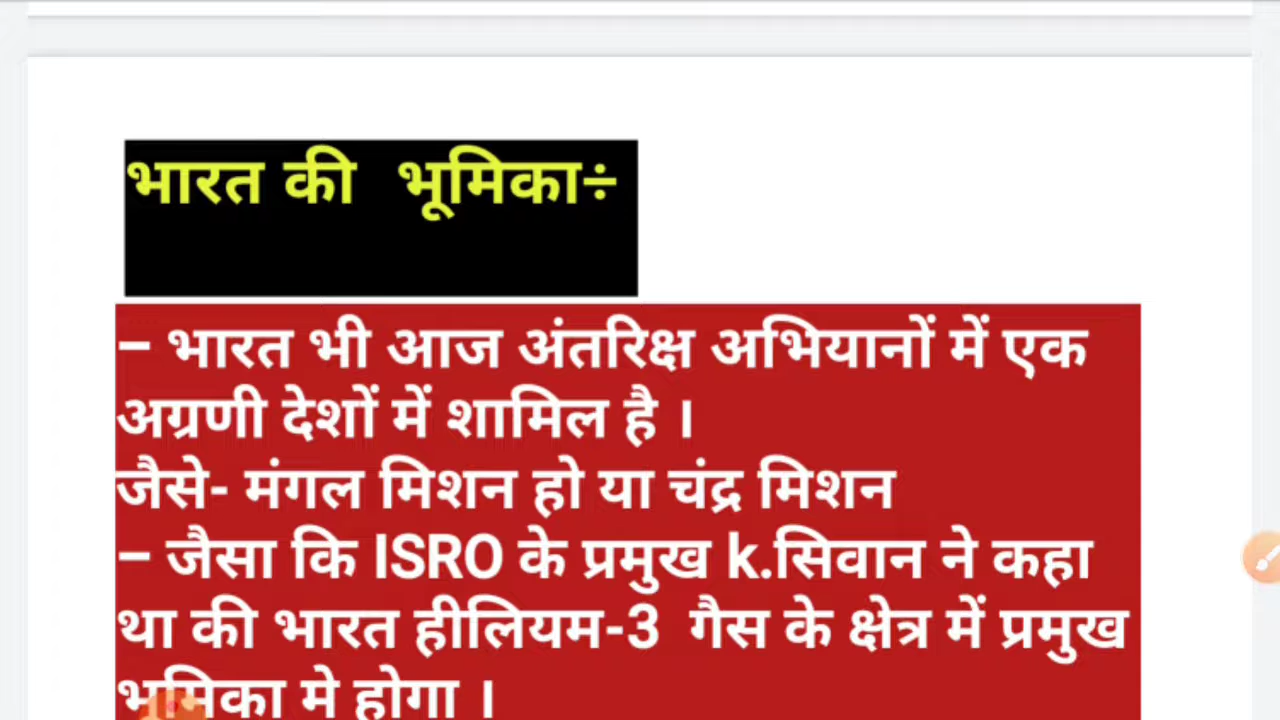 भारत की भूमिका÷
– भारत भी आज अंतरिक्ष अभियानों में एक
अग्रणी देशों में शामिल है ।
जैसे- मंगल मिशन हो या चंद्र मिशन
– जैसा कि ISRO के प्रमुख k.सिवान ने कहा
था की भारत हीलियम-3 गैस के क्षेत्र में प्रमुख
भूमिका मे होगा ।